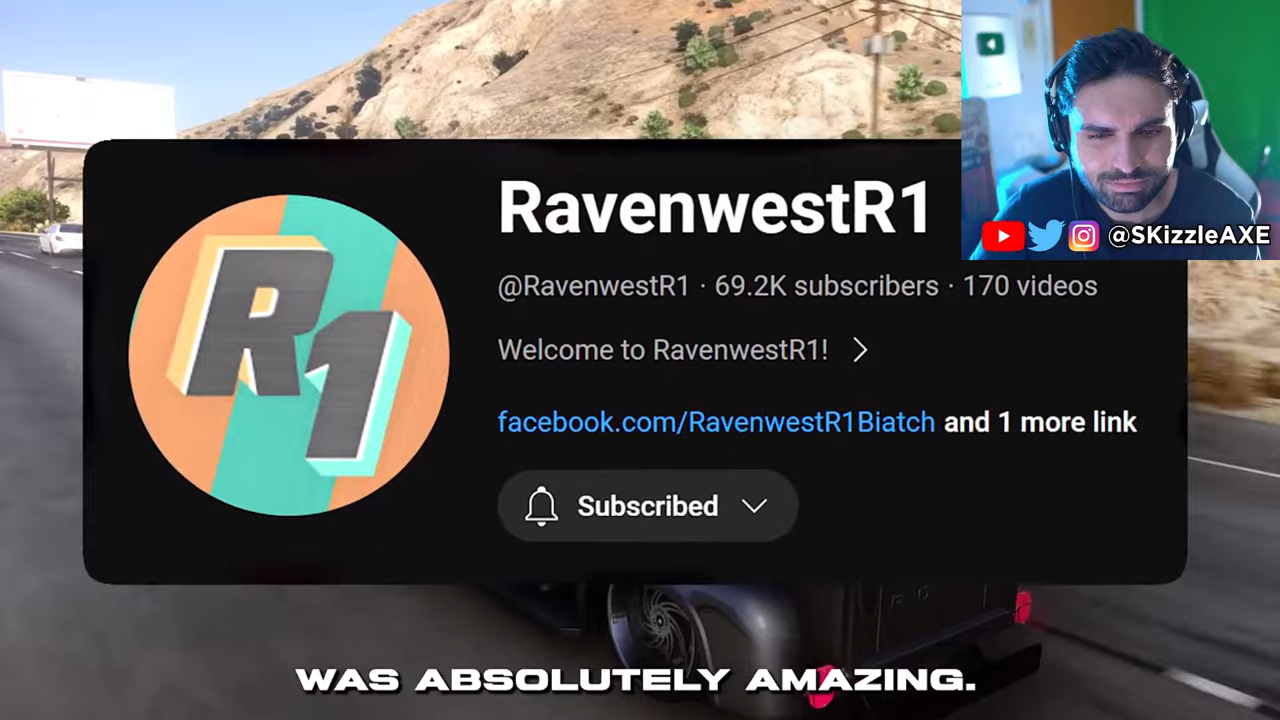 RavenwestR1
@RavenwestR1 · 69.2K subscribers · 170 videos
Welcome to RavenwestR1!
facebook.com/RavenwestR1Biatch and 1 more link
Subscribed
R1
@SKizzleAXE
WAS ABSOLUTELY AMAZING.